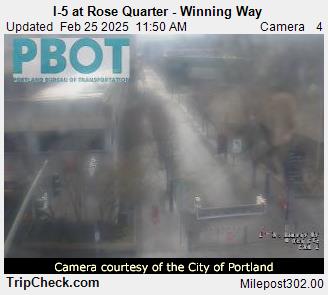 I-5 at Rose Quarter - Winning Way
Updated Feb 25 2025 11:50 AM Camera 4
PBOT
PORTLAND BUREAU OF TRANSPORTATION
Camera courtesy of the City of Portland
TripCheck.com Milepost302.00